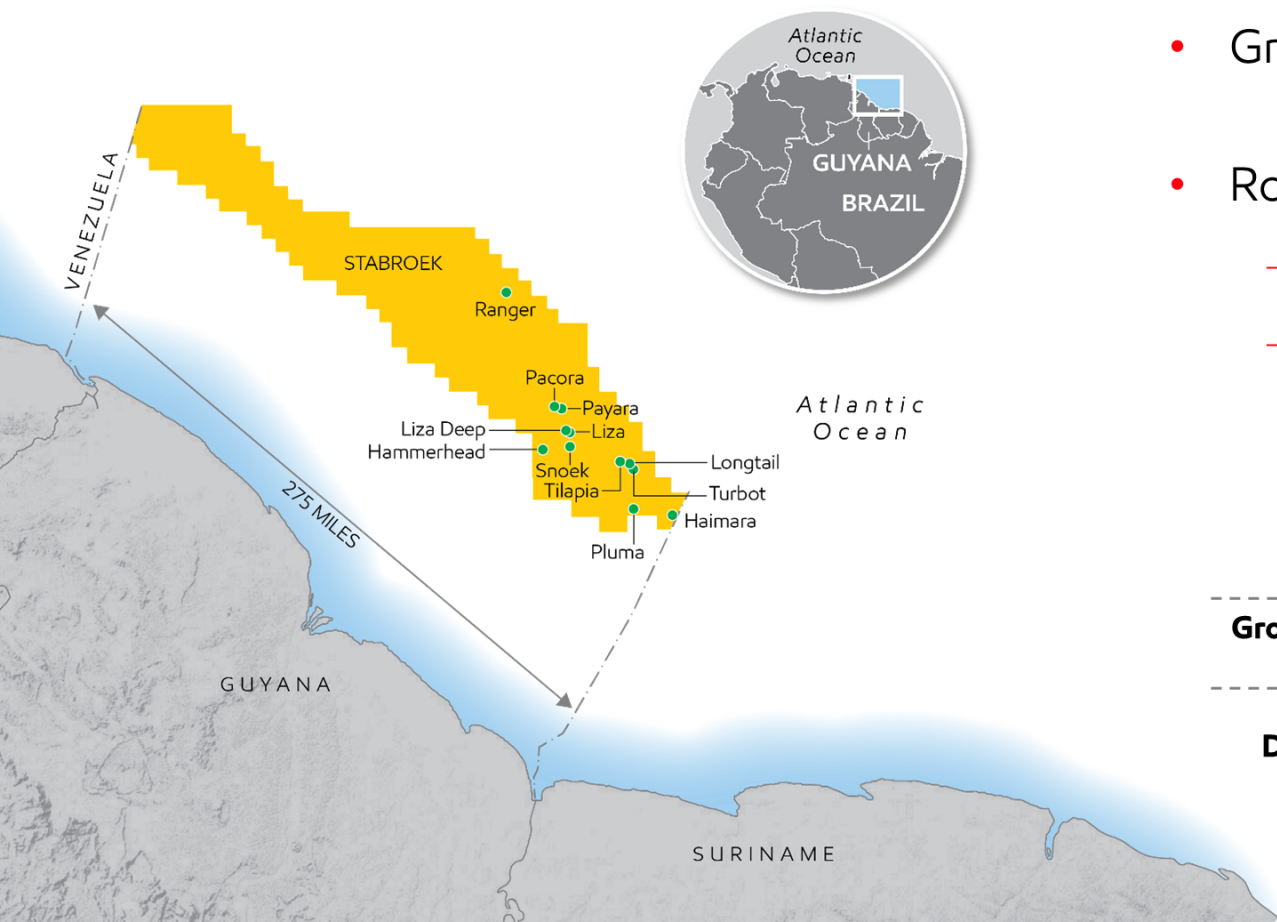 Atlantic
Ocean
GUYANA
BRAZIL
VENEZUELA
STABROEK
Ranger
Pacora
Payara
Liza Deep
Liza
Hammerhead
Snoek
Tilapia
Longtail
Turbot
Haimara
Pluma
Atlantic
Ocean
275 MILES
GUYANA
SURINAME